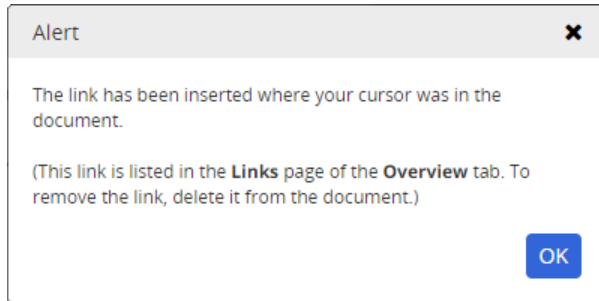 Alert
The link has been inserted where your cursor was in the
document.
(This link is listed in the Links page of the Overview tab. To
remove the link, delete it from the document.)
OK